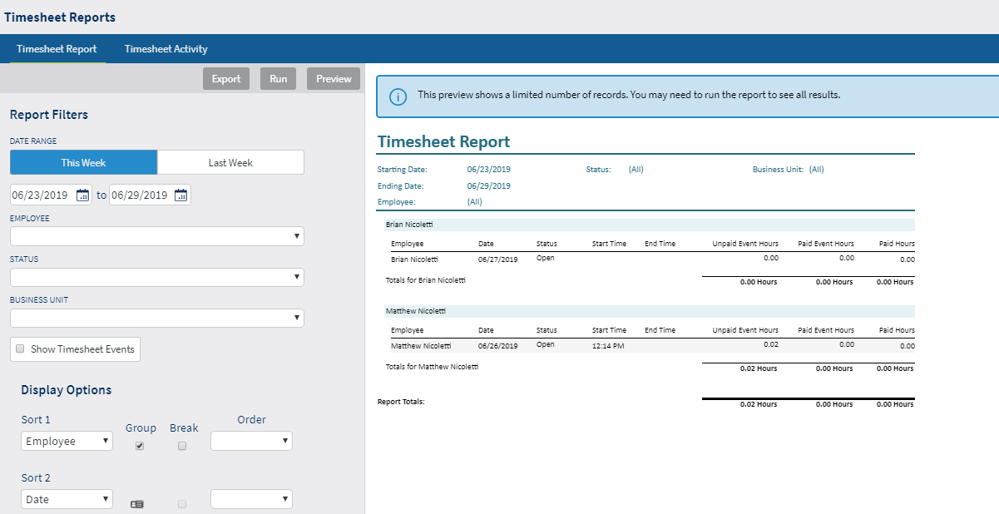 Timesheet Reports
Timesheet Report Timesheet Activity
Export Run Preview
Report Filters
DATE RANGE
This Week Last Week
06/23/2019 to 06/29/2019
EMPLOYEE
STATUS
BUSINESS UNIT
Show Timesheet Events
Display Options
Sort 1 Group Break Order
Employee
Sort 2
Date
This preview shows a limited number of records. You may need to run the report to see all results.
Timesheet Report
Starting Date: 06/23/2019 Status: (All) Business Unit: (All)
Ending Date: 06/29/2019
Employee: (All)
Brian Nicoletti
Employee Date Status Start Time End Time Unpaid Event Hours Paid Event Hours Paid Hours
Brian Nicoletti 06/27/2019 Open 0.00 0.00 0.00
Totals for Brian Nicoletti 0.00 Hours 0.00 Hours 0.00 Hours
Matthew Nicoletti
Employee Date Status Start Time End Time Unpaid Event Hours Paid Event Hours Paid Hours
Matthew Nicoletti 06/26/2019 Open 12:14 PM 0.02 0.00 0.00
Totals for Matthew Nicoletti 0.02 Hours 0.00 Hours 0.00 Hours
Report Totals: 0.02 Hours 0.00 Hours 0.00 Hours